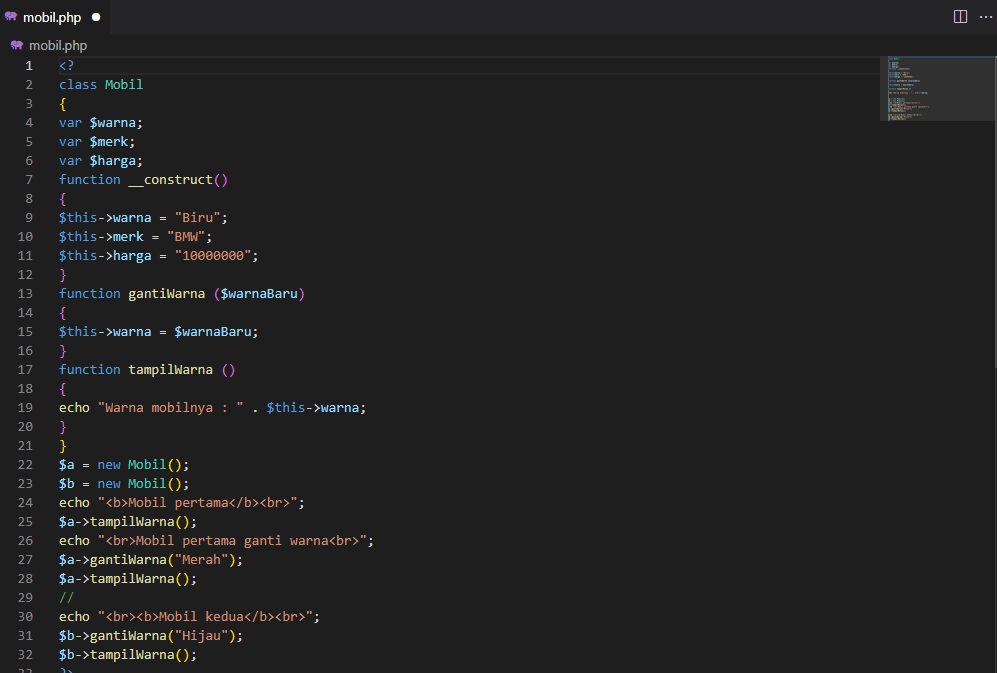 mobil.php
mobil.php
1 <?
2 class Mobil
3 {
4 var $warna;
5 var $merk;
6 var $harga;
7 function __construct()
8 {
9 $this->warna = "Biru";
10 $this->merk = "BMW";
11 $this->harga = "10000000";
12 }
13 function gantiWarna ($warnaBaru)
14 {
15 $this->warna = $warnaBaru;
16 }
17 function tampilWarna ()
18 {
19 echo "Warna mobilnya : " . $this->warna;
20 }
21 }
22 $a = new Mobil();
23 $b = new Mobil();
24 echo "<b>Mobil pertama</b><br>";
25 $a->tampilWarna();
26 echo "<br>Mobil pertama ganti warna<br>";
27 $a->gantiWarna("Merah");
28 $a->tampilWarna();
29 //
30 echo "<br><b>Mobil kedua</b><br>";
31 $b->gantiWarna("Hijau");
32 $b->tampilWarna();
33 ?>